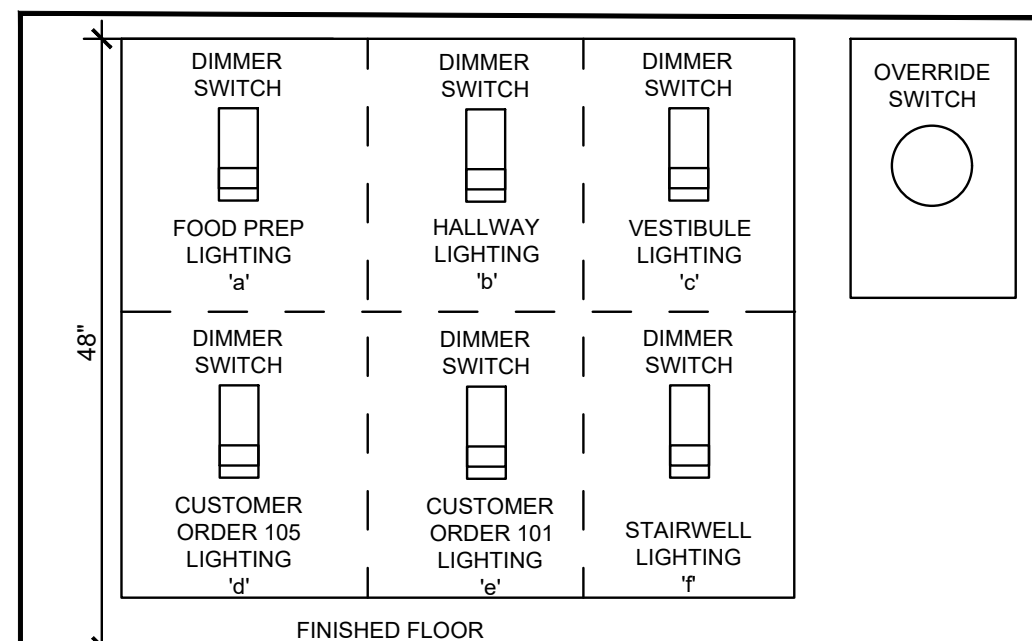 DIMMER
SWITCH
FOOD PREP
LIGHTING
'a'
DIMMER
SWITCH
HALLWAY
LIGHTING
'b'
DIMMER
SWITCH
VESTIBULE
LIGHTING
'c'
OVERRIDE
SWITCH
48"
DIMMER
SWITCH
CUSTOMER
ORDER 105
LIGHTING
'd'
DIMMER
SWITCH
CUSTOMER
ORDER 101
LIGHTING
'e'
DIMMER
SWITCH
STAIRWELL
LIGHTING
'f'
FINISHED FLOOR